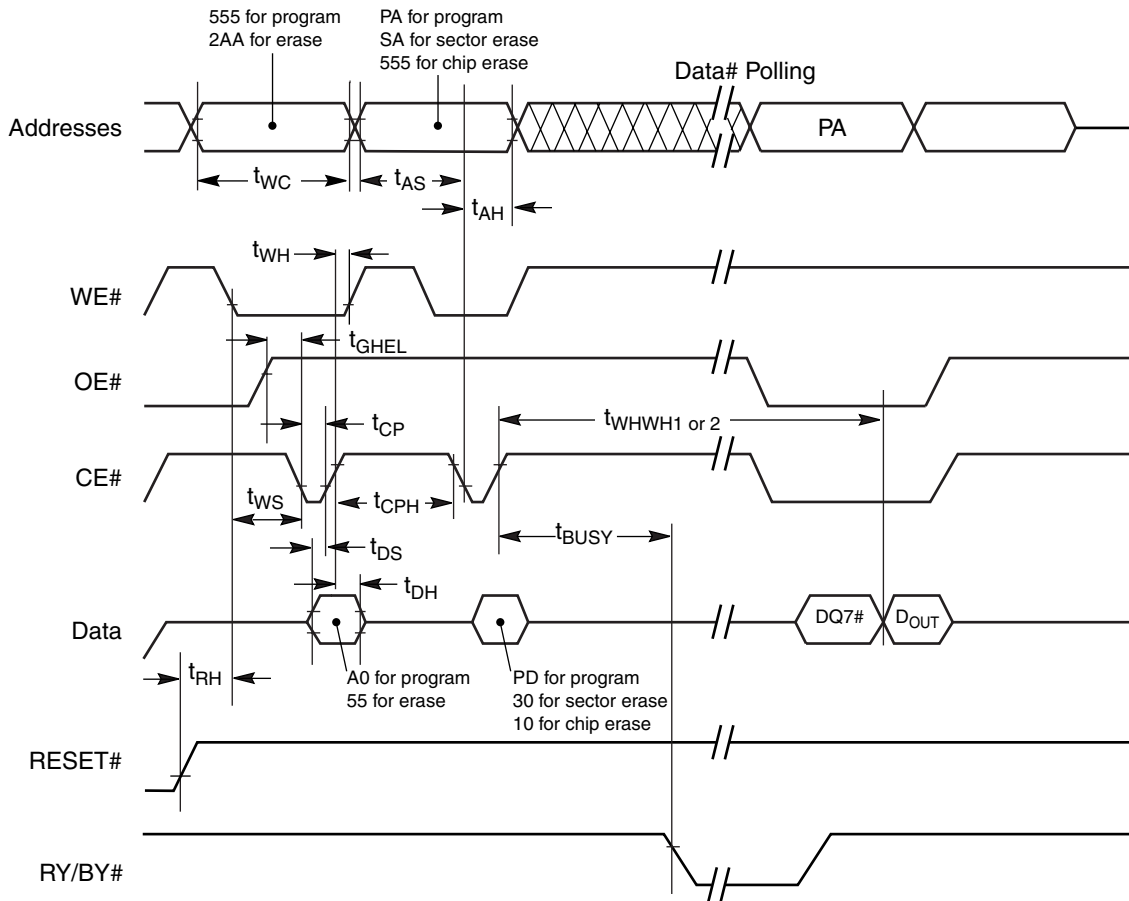 555 for program
2AA for erase
PA for program
SA for sector erase
555 for chip erase
Data# Polling
Addresses
PA
tWC
tAS
tAH
tWH
WE#
tGHEL
OE#
tWHWH1 or 2
tCP
CE#
tWS
tCPH
tBUSY
tDS
tDH
Data
DQ7#
DOUT
tRH
A0 for program
55 for erase
PD for program
30 for sector erase
10 for chip erase
RESET#
RY/BY#